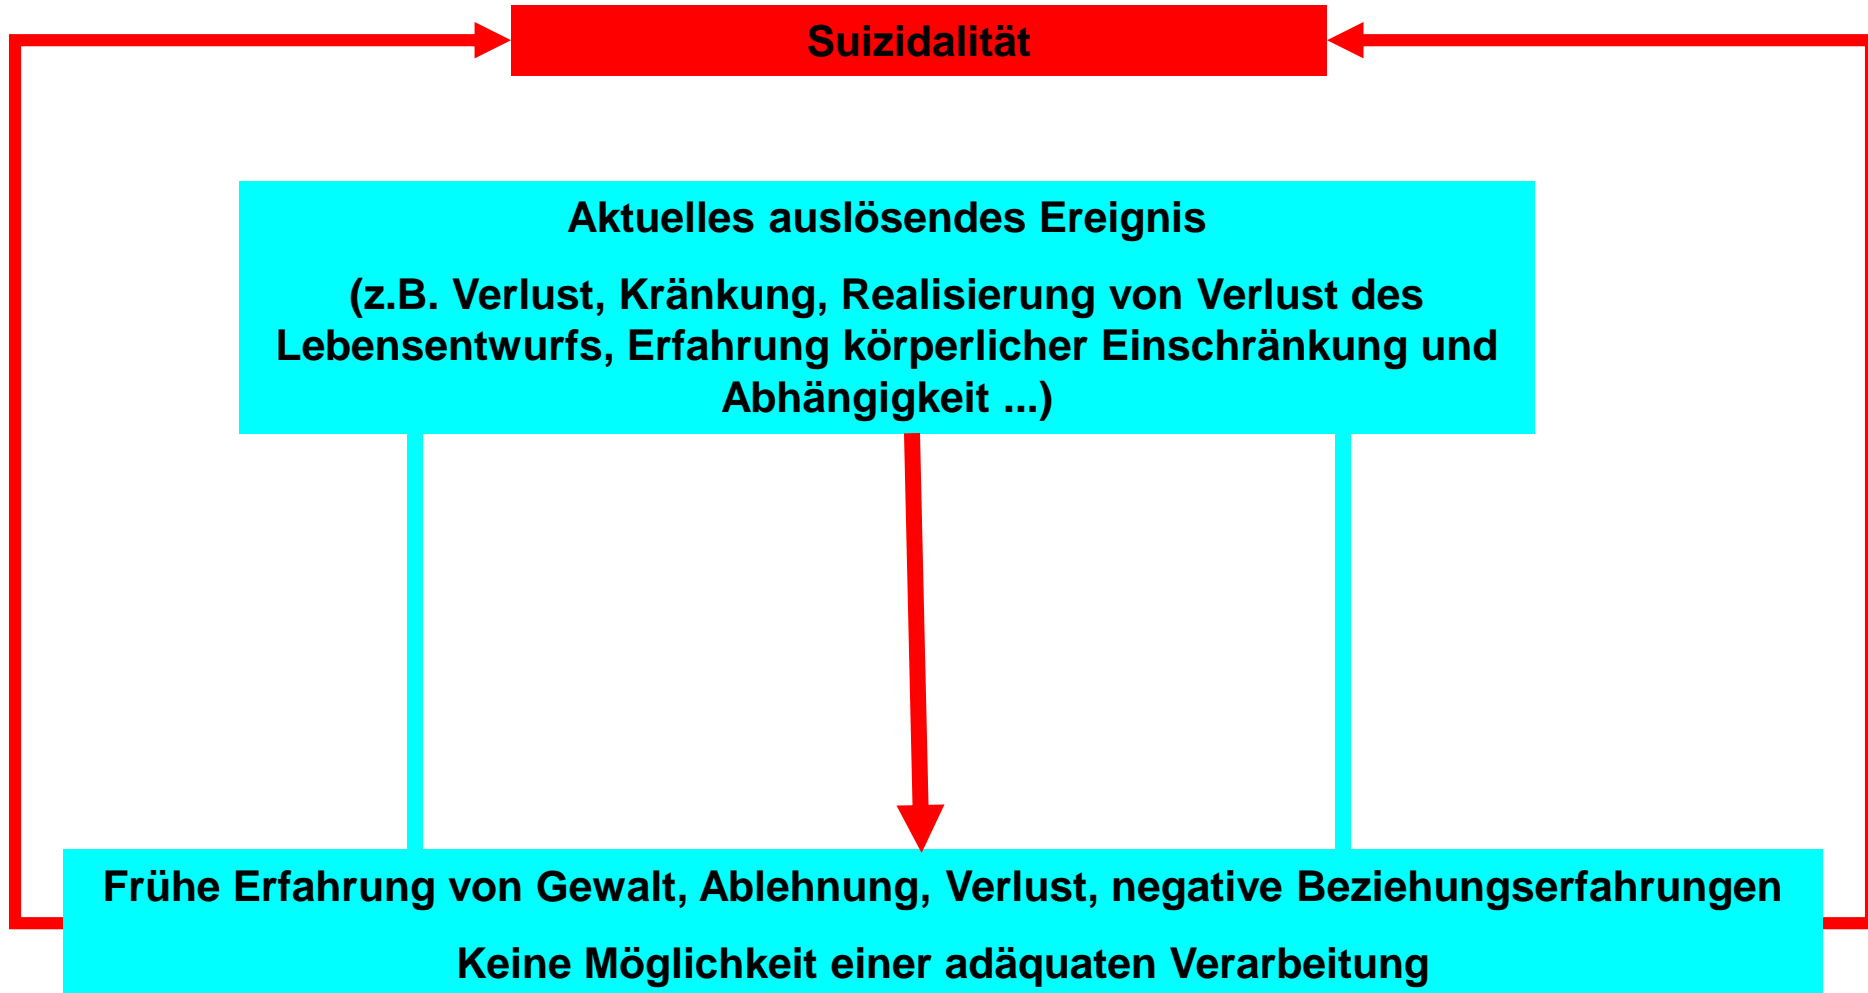 Suizidalität
Aktuelles auslösendes Ereignis
(z.B. Verlust, Kränkung, Realisierung von Verlust des
Lebensentwurfs, Erfahrung körperlicher Einschränkung und
Abhängigkeit ...)
Frühe Erfahrung von Gewalt, Ablehnung, Verlust, negative Beziehungserfahrungen
Keine Möglichkeit einer adäquaten Verarbeitung